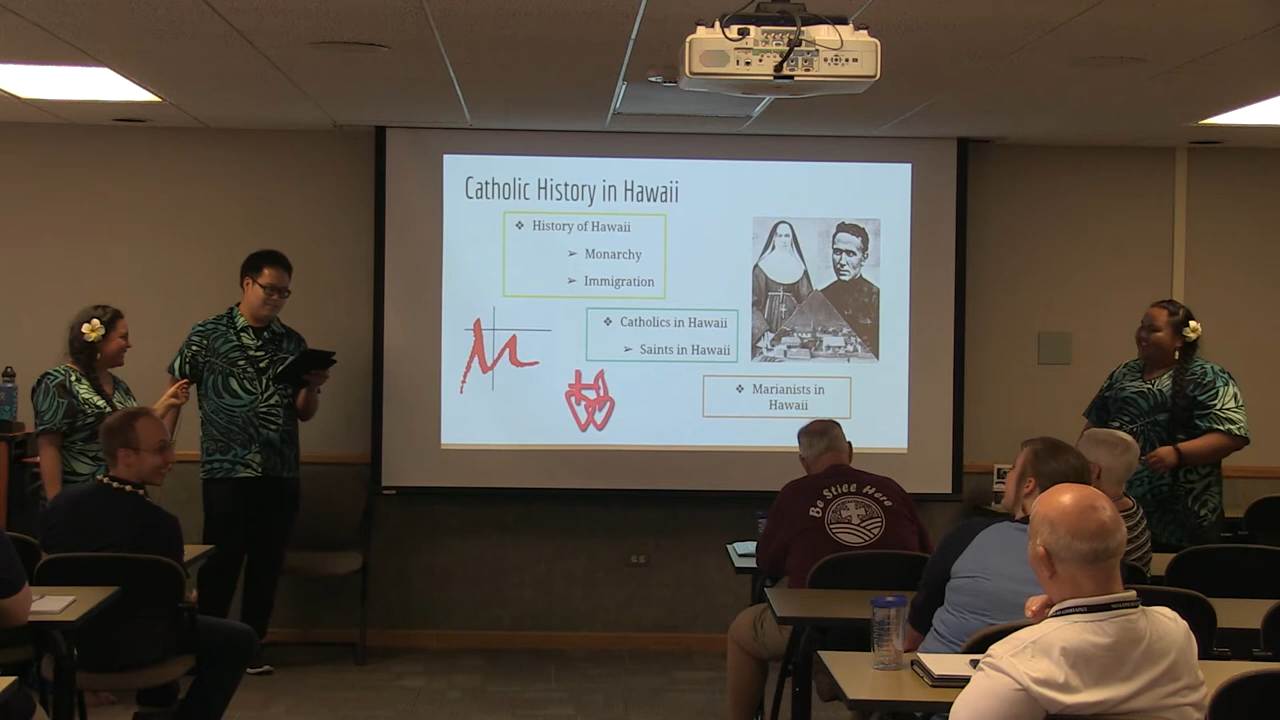 Catholic History in Hawaii
❖ History of Hawaii
➢ Monarchy
➢ Immigration
❖ Catholics in Hawaii
➢ Saints in Hawaii
❖ Marianists in
Hawaii
Be Still Here